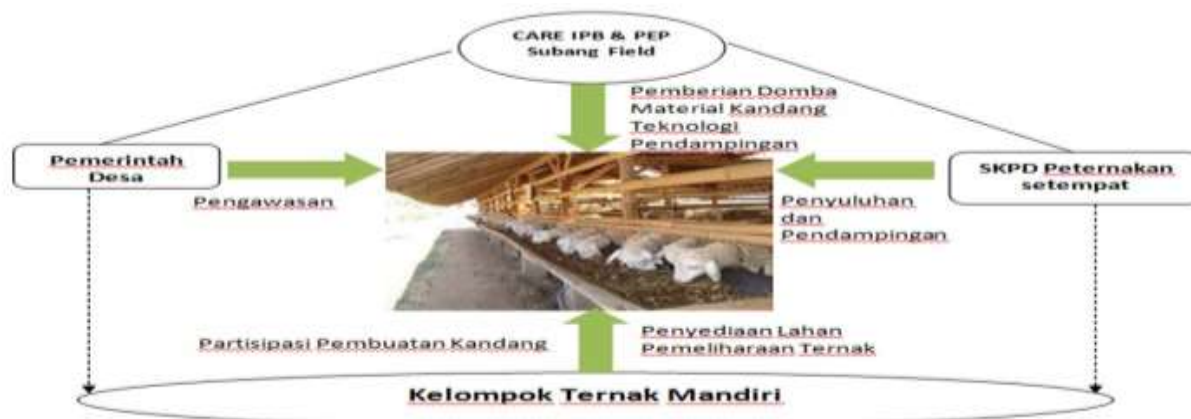 CARE IPB & PEP
Subang Field
Pemberian Domba
Material Kandang
Teknologi
Pendampingan
Pemerintah
Desa
Pengawasan
SKPD Peternakan
setempat
Penyuluhan
dan
Pendampingan
Partisipasi Pembuatan Kandang
Penyediaan Lahan
Pemeliharaan Ternak
Kelompok Ternak Mandiri